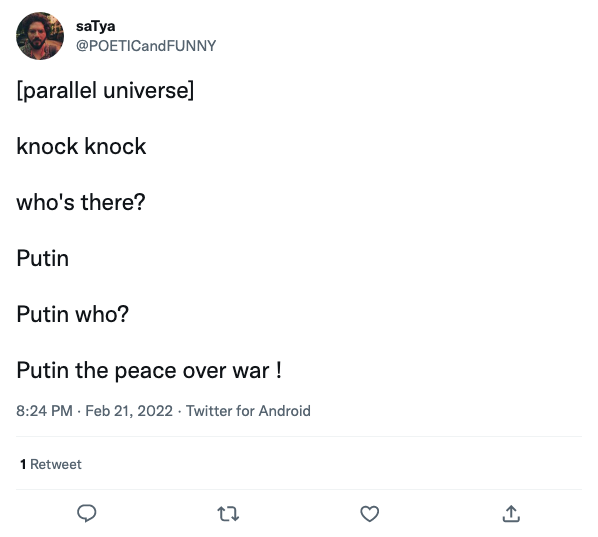 saTya
@POETICandFUNNY
[parallel universe]
knock knock
who's there?
Putin
Putin who?
Putin the peace over war !
8:24 PM · Feb 21, 2022 · Twitter for Android
1 Retweet